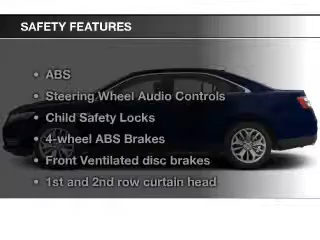 SAFETY FEATURES
• ABS
• Steering Wheel Audio Controls
• Child Safety Locks
• 4-wheel ABS Brakes
• Front Ventilated disc brakes
• 1st and 2nd row curtain head